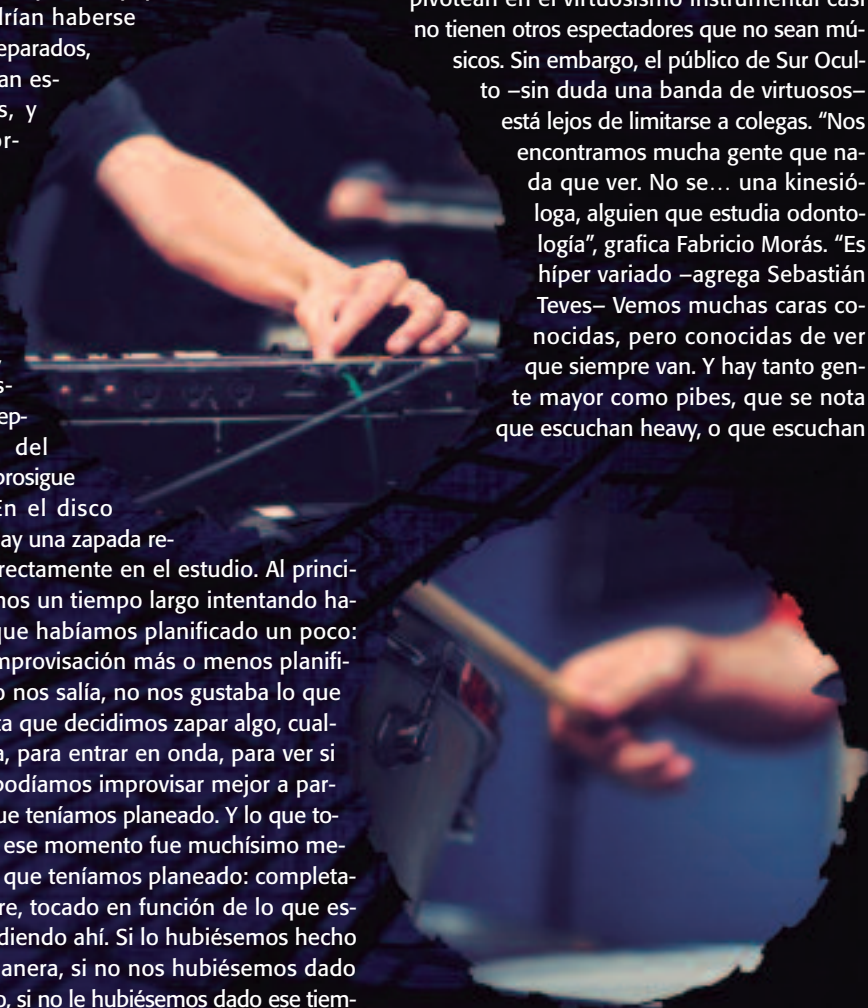 drían haberse
eparados,
an es-
s, y
or-
s-
ep-
del
prosigue
En el disco
ay una zapada re-
rectamente en el estudio. Al princi-
mos un tiempo largo intentando ha-
que habíamos planificado un poco:
mprovisación más o menos planifi-
o nos salía, no nos gustaba lo que
ta que decidimos zapar algo, cual-
a, para entrar en onda, para ver si
podíamos improvisar mejor a par-
ue teníamos planeado. Y lo que to-
ese momento fue muchísimo me-
que teníamos planeado: completa-
re, tocado en función de lo que es-
diendo ahí. Si lo hubiésemos hecho
anera, si no nos hubiésemos dado
o, si no le hubiésemos dado ese tiem-
pivotean en el virtuosismo instrumental casi
no tienen otros espectadores que no sean mú-
sicos. Sin embargo, el público de Sur Ocul-
to –sin duda una banda de virtuosos–
está lejos de limitarse a colegas. “Nos
encontramos mucha gente que na-
da que ver. No se… una kinesió-
loga, alguien que estudia odonto-
logía”, grafica Fabricio Morás. “Es
híper variado –agrega Sebastián
Teves– Vemos muchas caras co-
nocidas, pero conocidas de ver
que siempre van. Y hay tanto gen-
te mayor como pibes, que se nota
que escuchan heavy, o que escuchan